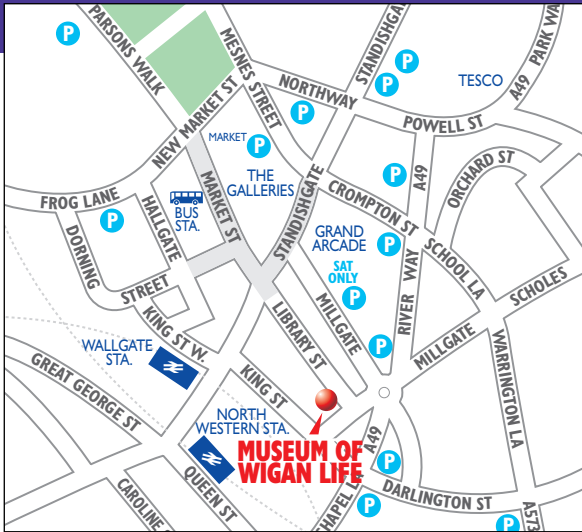 PARSONS WALK
P
MESNES STREET
STANDISHGATE
P
P
TESCO
A49
PARK WAY
NORTHWAY
P
POWELL ST
NEW MARKET ST
MARKET
P
THE
GALLERIES
P
A49
ORCHARD ST
FROG LANE
P
HALLGATE
BUS
STA.
MARKET ST
STANDISHGATE
CROMPTON ST
GRAND
ARCADE
P
SCHOOL LA
DORNING
STREET
SAT
ONLY
P
RIVER WAY
SCHOLES
KING ST W.
LIBRARY ST
MILLGATE
P
MILLGATE
WARRINGTON LA
WALLGATE
STA.
GREAT GEORGE ST
KING ST
NORTH
WESTERN STA.
MUSEUM OF
WIGAN LIFE
A49
P
QUEEN ST
CAROLINE
CHAPEL LA
P
DARLINGTON ST
P
A573